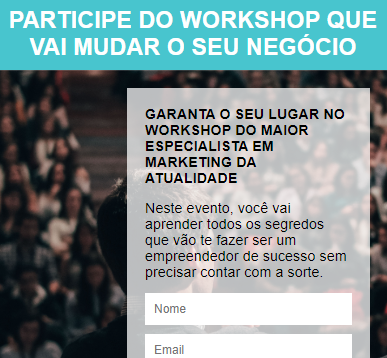 PARTICIPE DO WORKSHOP QUE
VAI MUDAR O SEU NEGÓCIO
GARANTA O SEU LUGAR NO
WORKSHOP DO MAIOR
ESPECIALISTA EM
MARKETING DA
ATUALIDADE
Neste evento, você vai
aprender todos os segredos
que vão te fazer ser um
empreendedor de sucesso sem
precisar contar com a sorte.
Nome
Email